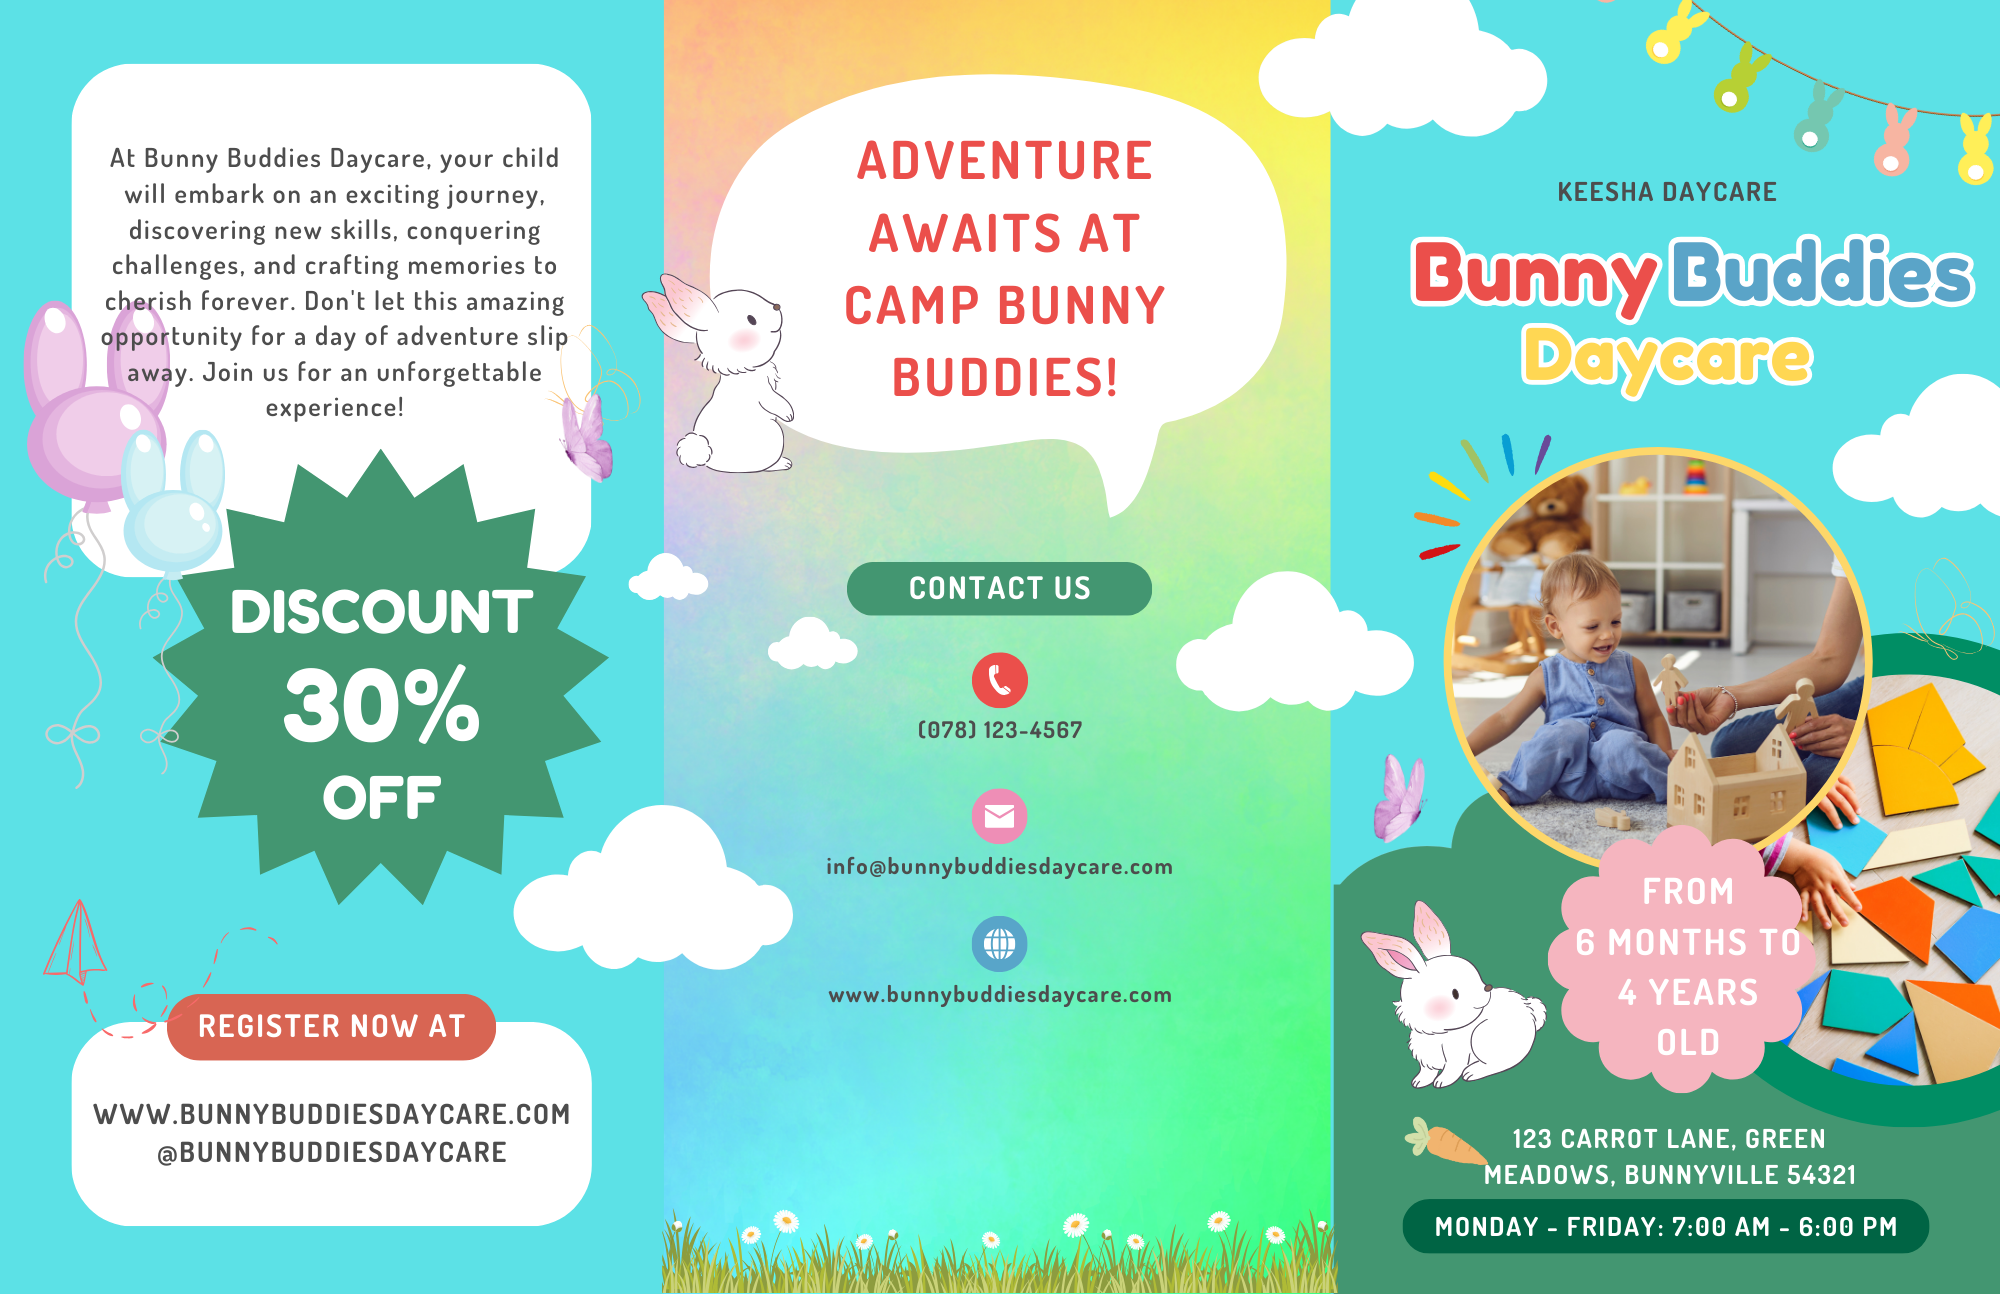 At Bunny Buddies Daycare, your child
will embark on an exciting journey,
discovering new skills, conquering
challenges, and crafting memories to
cherish forever. Don't let this amazing
opportunity for a day of adventure slip
away. Join us for an unforgettable
experience!
DISCOUNT
30%
OFF
REGISTER NOW AT
WWW.BUNNYBUDDIESDAYCARE.COM
@BUNNYBUDDIESDAYCARE
ADVENTURE
AWAITS AT
CAMP BUNNY
BUDDIES!
CONTACT US
(078) 123-4567
info@bunnybuddiesdaycare.com
www.bunnybuddiesdaycare.com
KEESHA DAYCARE
Bunny Buddies
Daycare
FROM
6 MONTHS TO
4 YEARS
OLD
123 CARROT LANE, GREEN
MEADOWS, BUNNYVILLE 54321
MONDAY - FRIDAY: 7:00 AM - 6:00 PM